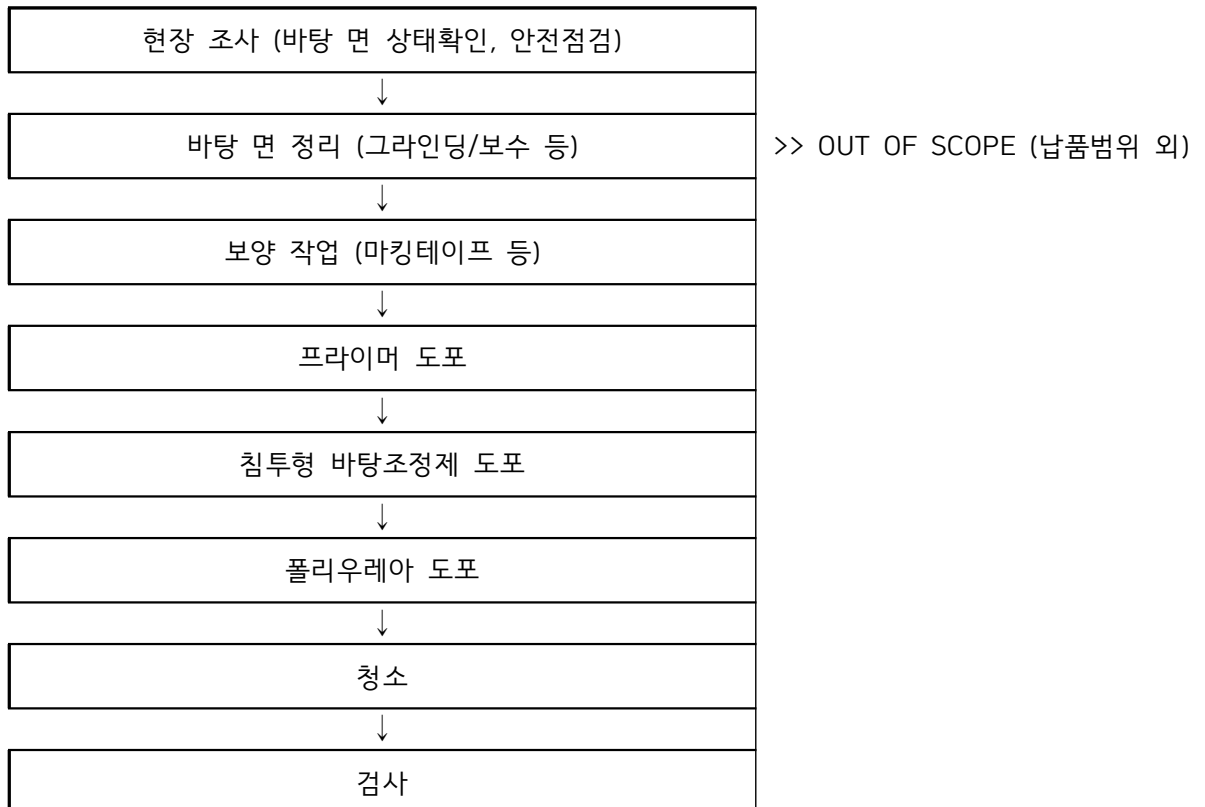 현장 조사 (바탕 면 상태확인, 안전점검)
↓
바탕 면 정리 (그라인딩/보수 등) >> OUT OF SCOPE (납품범위 외)
↓
보양 작업 (마킹테이프 등)
↓
프라이머 도포
↓
침투형 바탕조정제 도포
↓
폴리우레아 도포
↓
청소
↓
검사